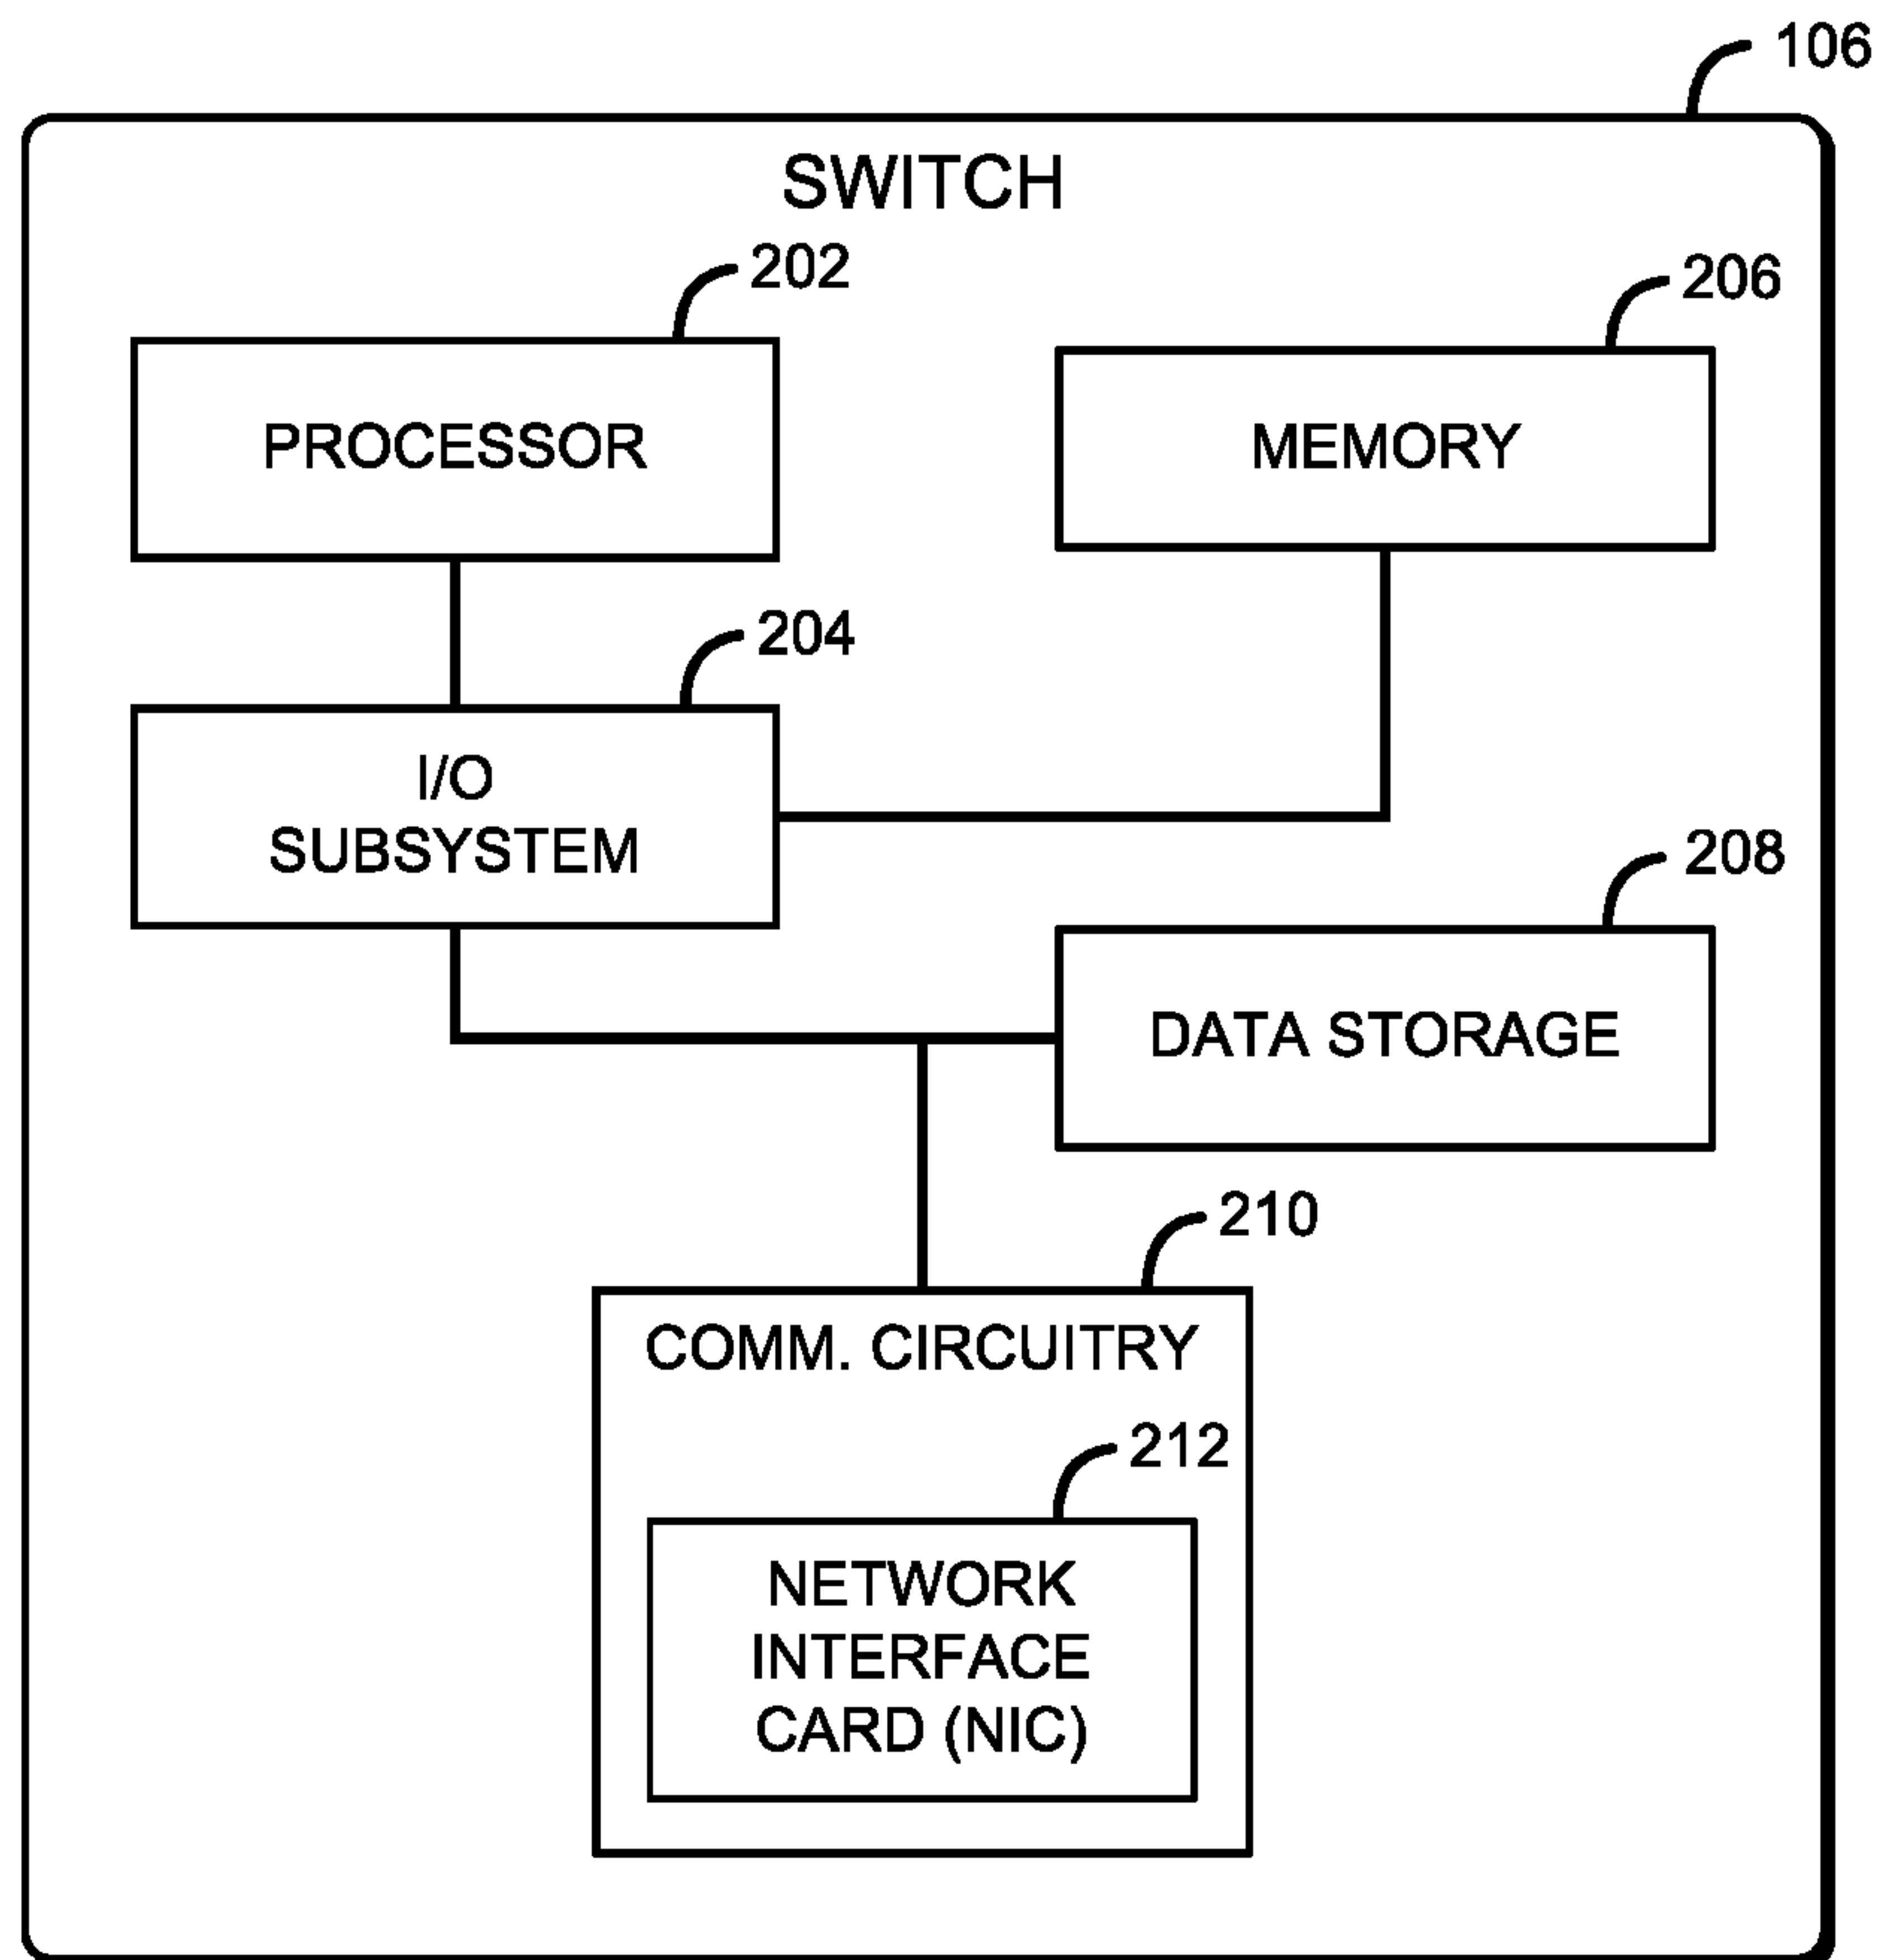 106
SWITCH
202
206
PROCESSOR
MEMORY
204
I/O
SUBSYSTEM
208
DATA STORAGE
210
COMM. CIRCUITRY
212
NETWORK
INTERFACE
CARD (NIC)